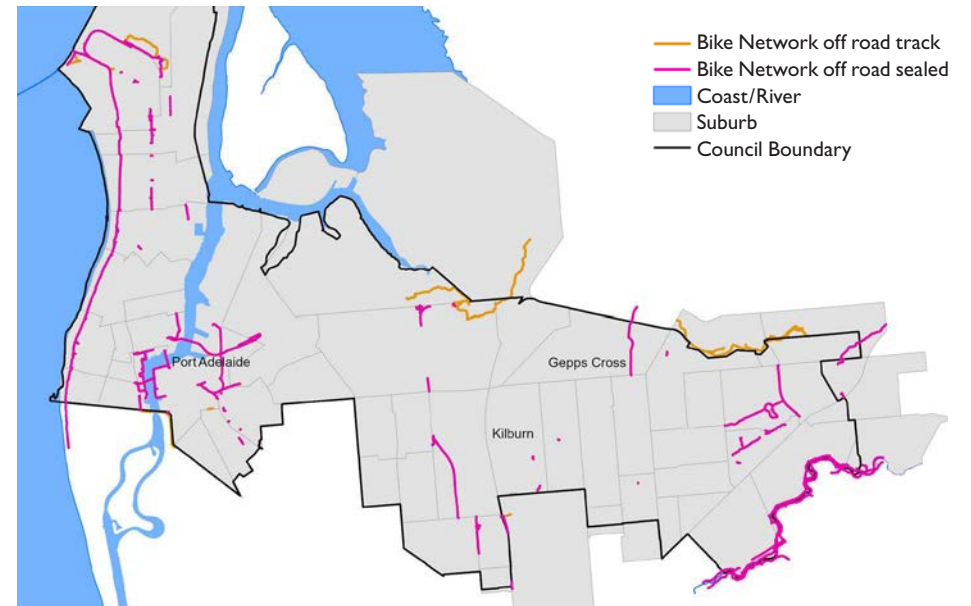 Bike Network off road track
Bike Network off road sealed
Coast/River
Suburb
Council Boundary
Port Adelaide
Gepps Cross
Kilburn